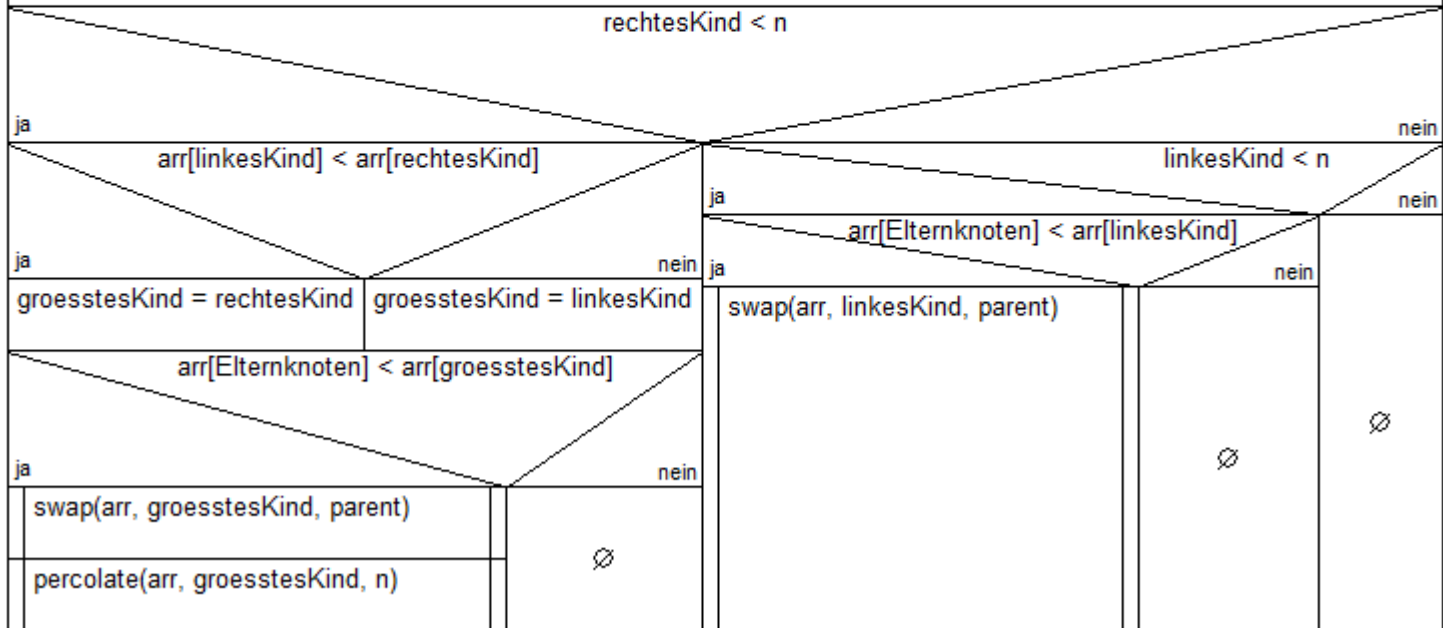 rechtesKind < n
ja
nein
arr[linkesKind] < arr[rechtesKind]
ja
nein
groesstesKind = rechtesKind
groesstesKind = linkesKind
arr[Elternknoten] < arr[groesstesKind]
ja
nein
swap(arr, groesstesKind, parent)
percolate(arr, groesstesKind, n)
∅
linkesKind < n
ja
nein
arr[Elternknoten] < arr[linkesKind]
ja
nein
swap(arr, linkesKind, parent)
∅
∅